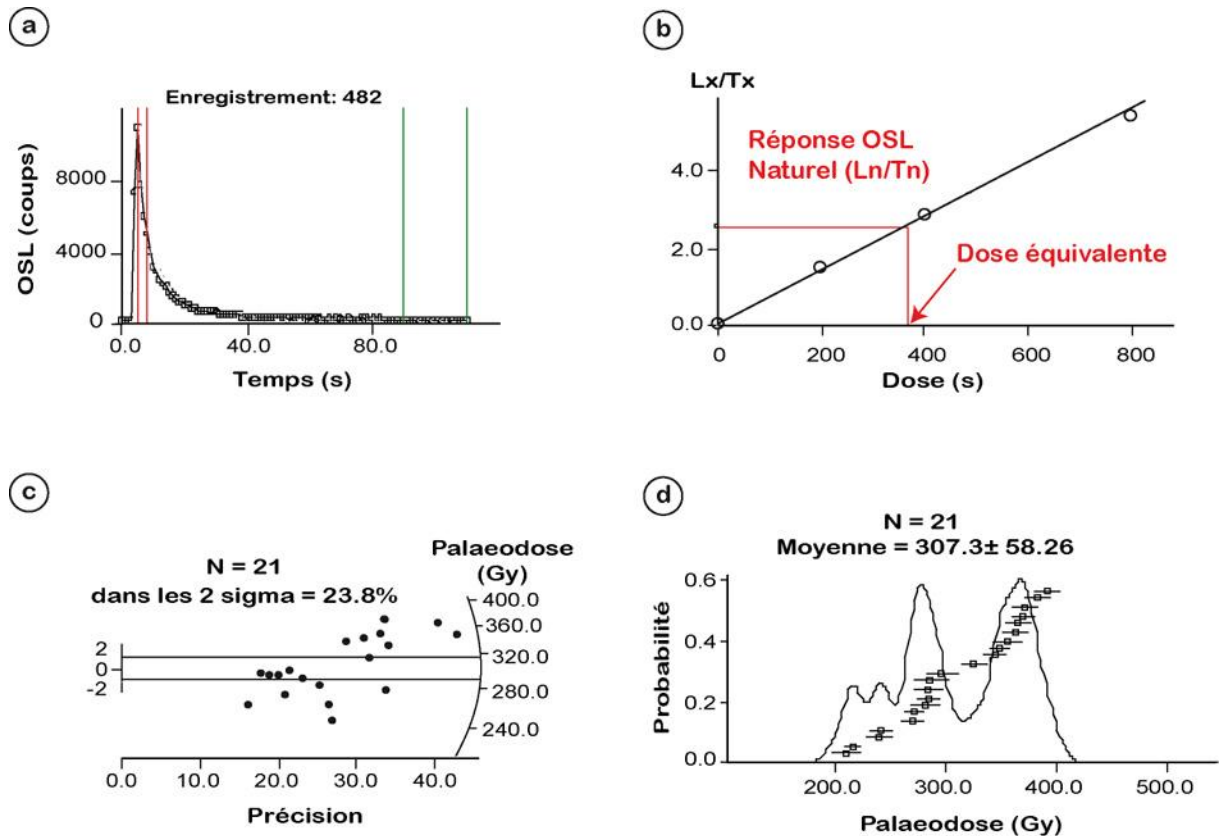 a
Enregistrement: 482
OSL (coups)
8000
4000
0
0.0 40.0 80.0
Temps (s)
b
Lx/Tx
Réponse OSL
Naturel (Ln/Tn)
4.0
2.0
0.0
Dose équivalente
0 200 400 600 800
Dose (s)
c
N = 21
dans les 2 sigma = 23.8%
Palaeodose
(Gy)
400.0
360.0
320.0
280.0
240.0
2
0
-2
0.0 10.0 20.0 30.0 40.0
Précision
d
N = 21
Moyenne = 307.3± 58.26
Probabilité
0.6
0.4
0.2
0.0
200.0 300.0 400.0 500.0
Palaeodose (Gy)